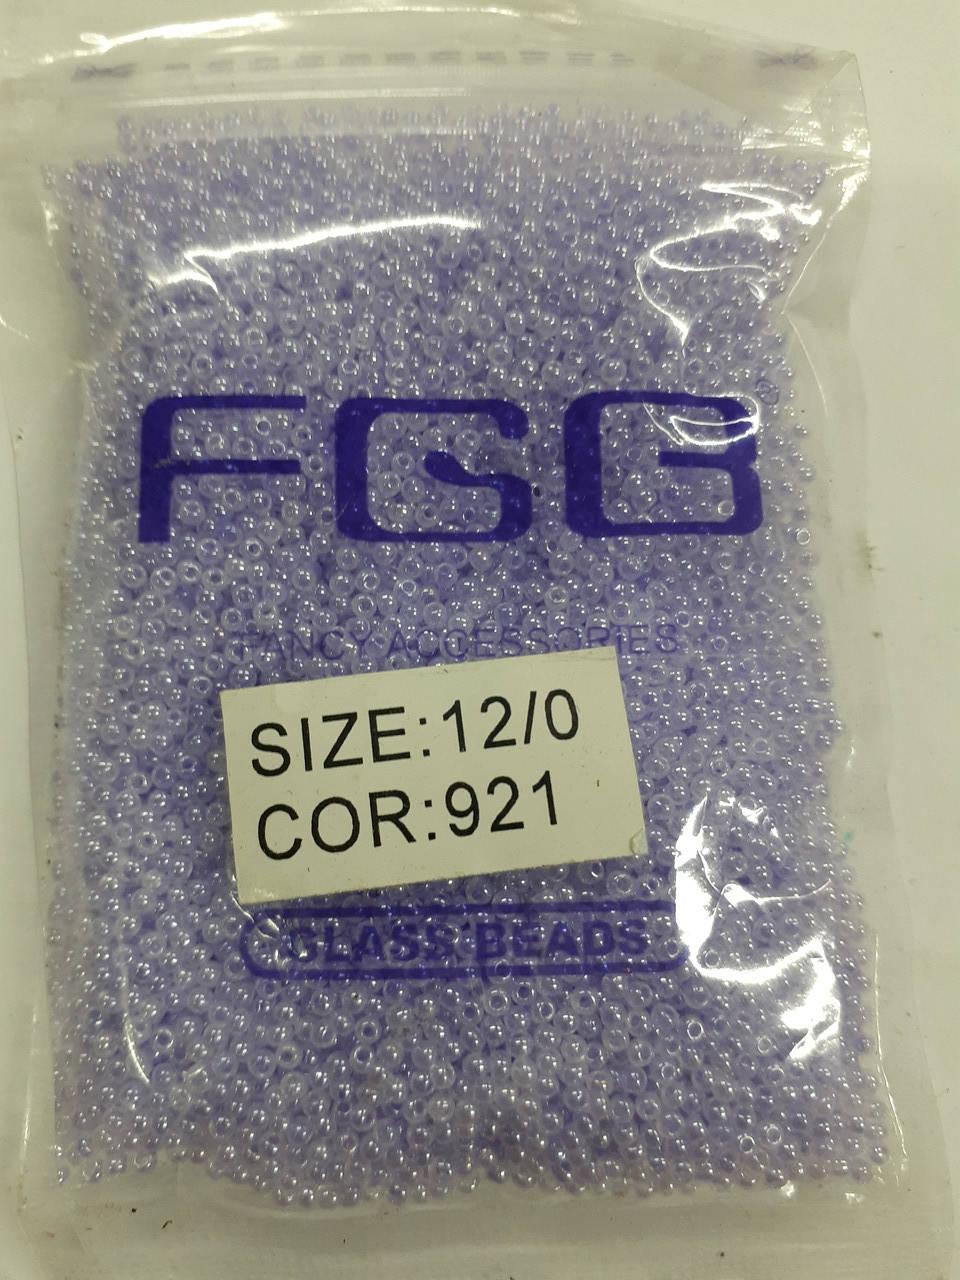 FGB®
FANCY ACCESSORIES
SIZE:12/0
COR:921
GLASS BEADS